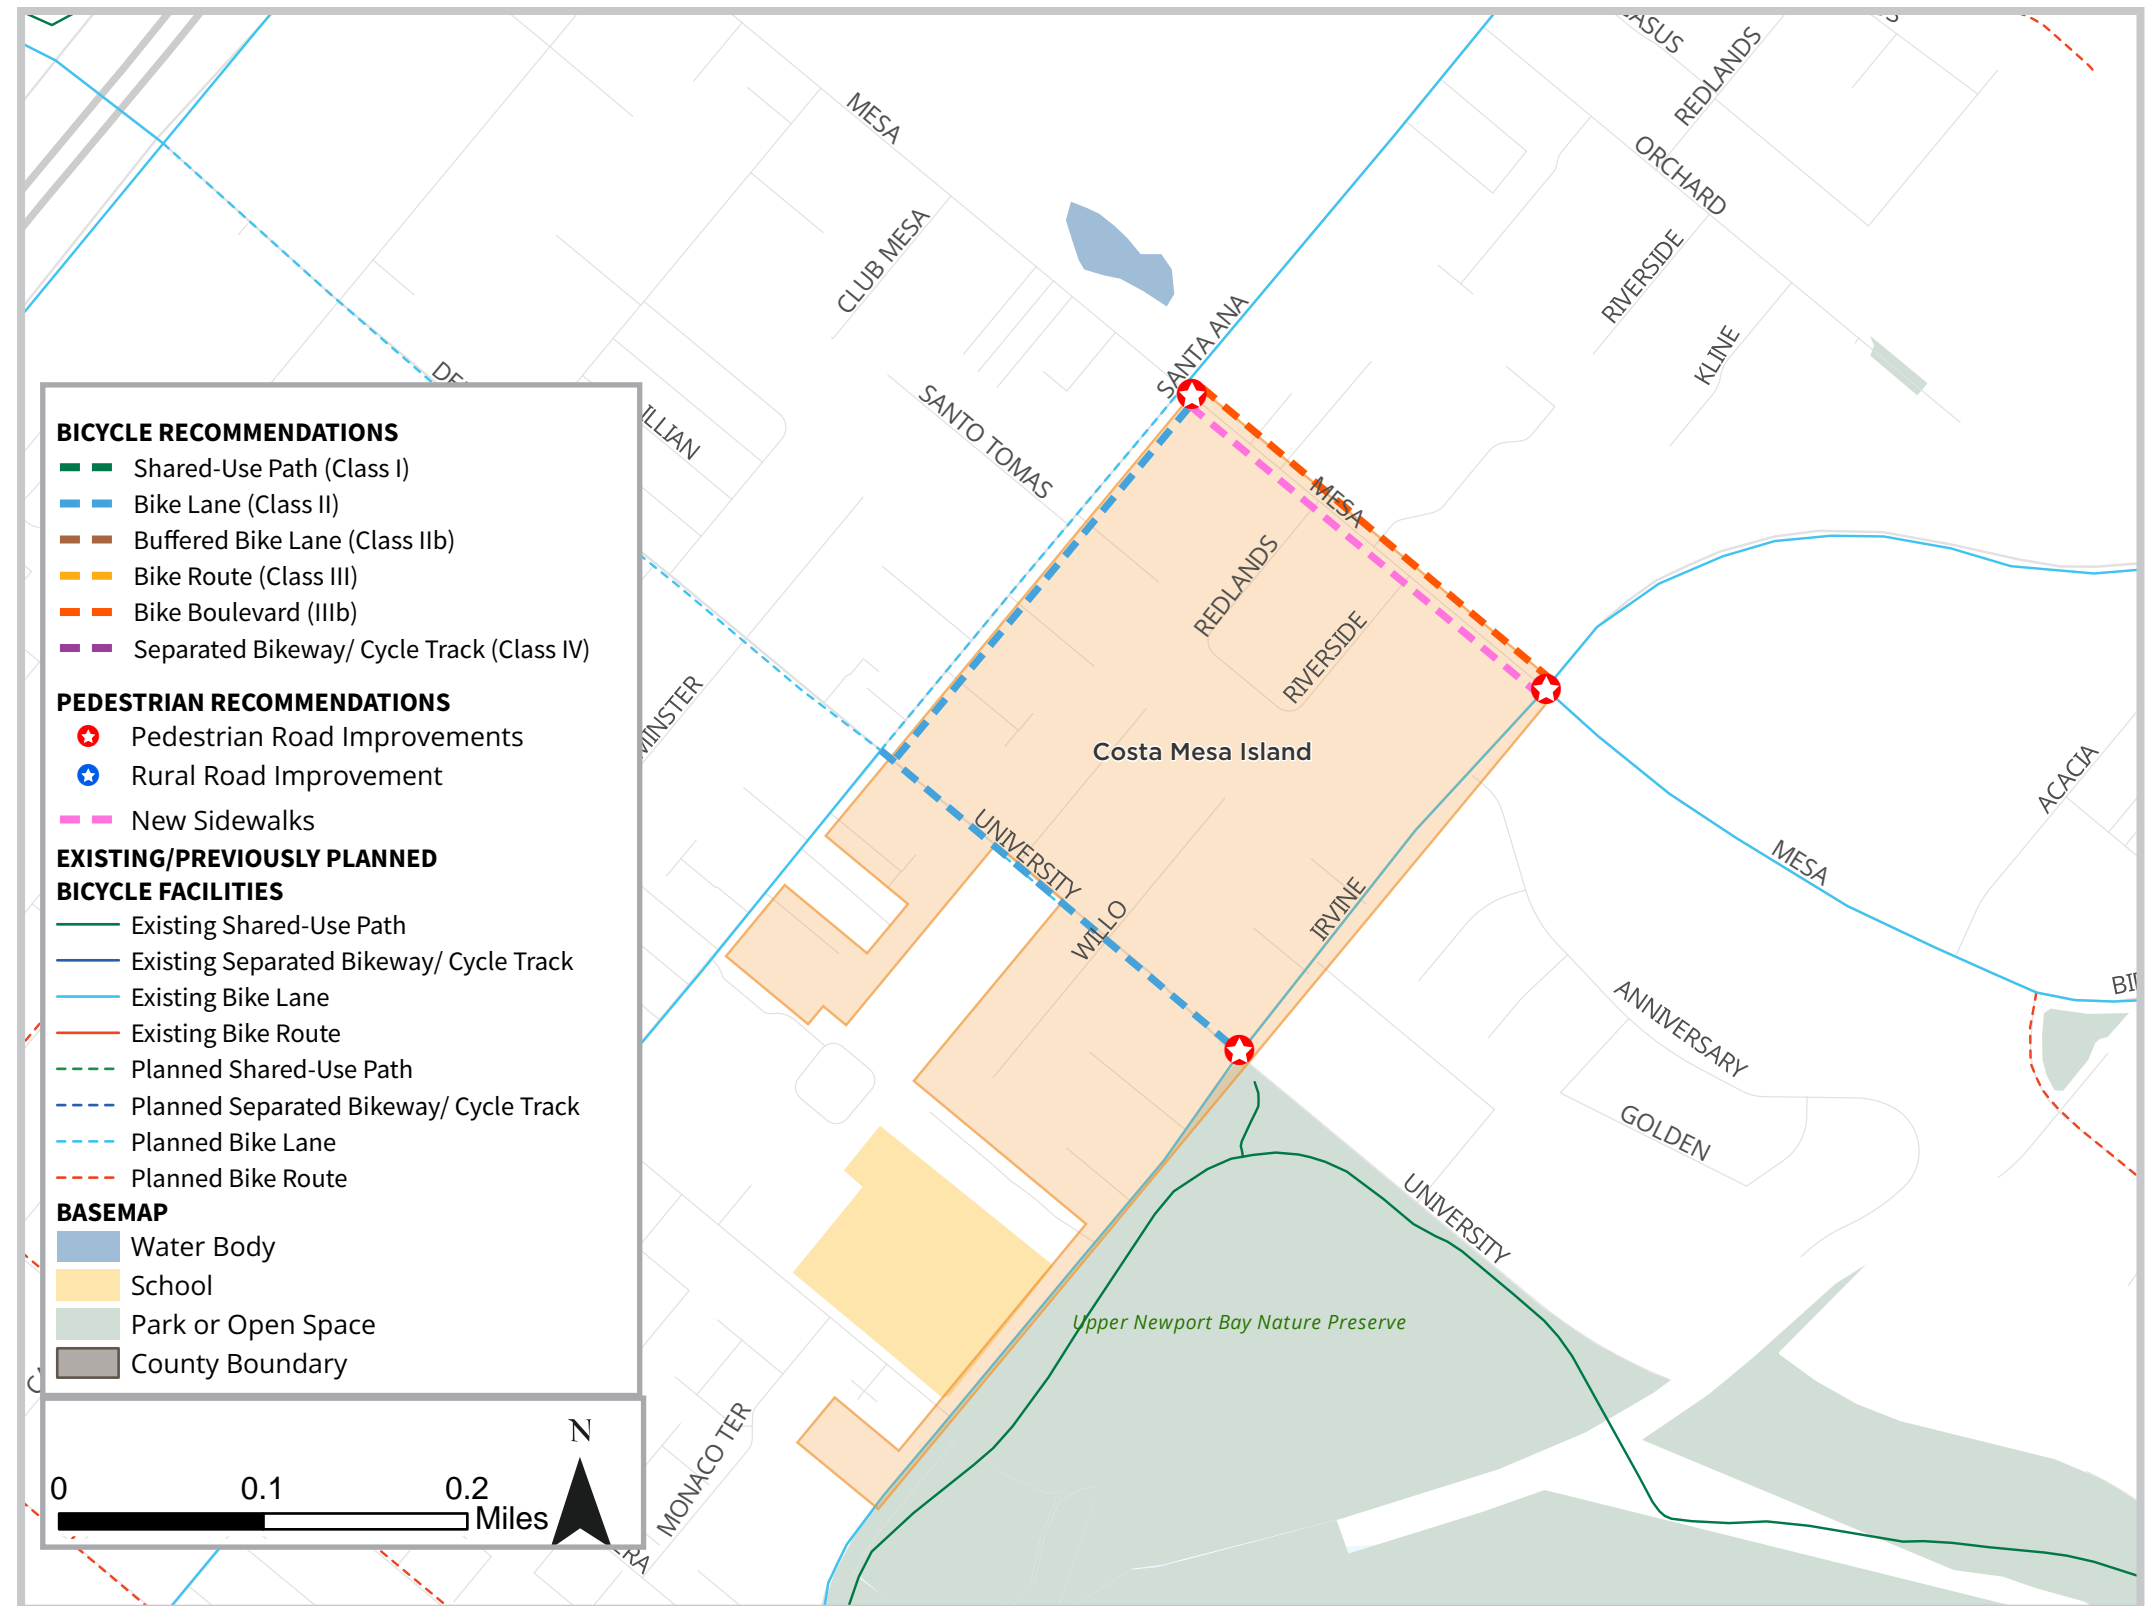 MESA
CLUB MESA
SANTA ANA
SANTO TOMAS
REDLANDS
ORCHARD
RIVERSIDE
KLINE
MESA
REDLANDS
RIVERSIDE
Costa Mesa Island
UNIVERSITY
WILLO
IRVINE
MESA
ACACIA
ANNIVERSARY
GOLDEN
UNIVERSITY
Upper Newport Bay Nature Preserve
MONACO TER
BICYCLE RECOMMENDATIONS
Shared-Use Path (Class I)
Bike Lane (Class II)
Buffered Bike Lane (Class IIb)
Bike Route (Class III)
Bike Boulevard (IIIb)
Separated Bikeway/ Cycle Track (Class IV)
PEDESTRIAN RECOMMENDATIONS
Pedestrian Road Improvements
Rural Road Improvement
New Sidewalks
EXISTING/PREVIOUSLY PLANNED
BICYCLE FACILITIES
Existing Shared-Use Path
Existing Separated Bikeway/ Cycle Track
Existing Bike Lane
Existing Bike Route
Planned Shared-Use Path
Planned Separated Bikeway/ Cycle Track
Planned Bike Lane
Planned Bike Route
BASEMAP
Water Body
School
Park or Open Space
County Boundary
N
0 0.1 0.2
Miles